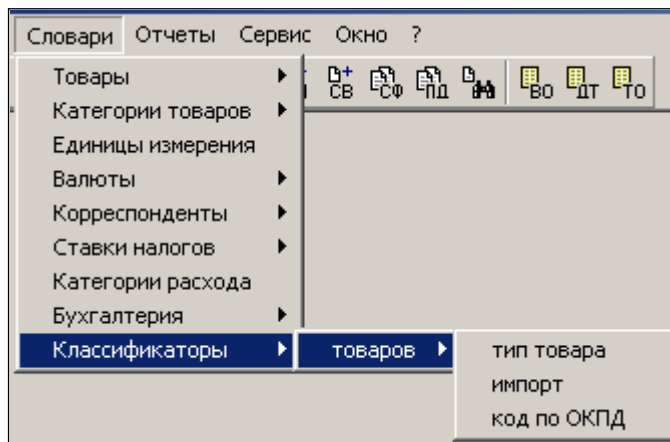 Словари Отчеты Сервис Окно ?
Товары
СВ СФ ПД ВО ДТ ТО
Категории товаров
Единицы измерения
Валюты
Корреспонденты
Ставки налогов
Категории расхода
Бухгалтерия
Классификаторы товаров тип товара
импорт
код по ОКПД